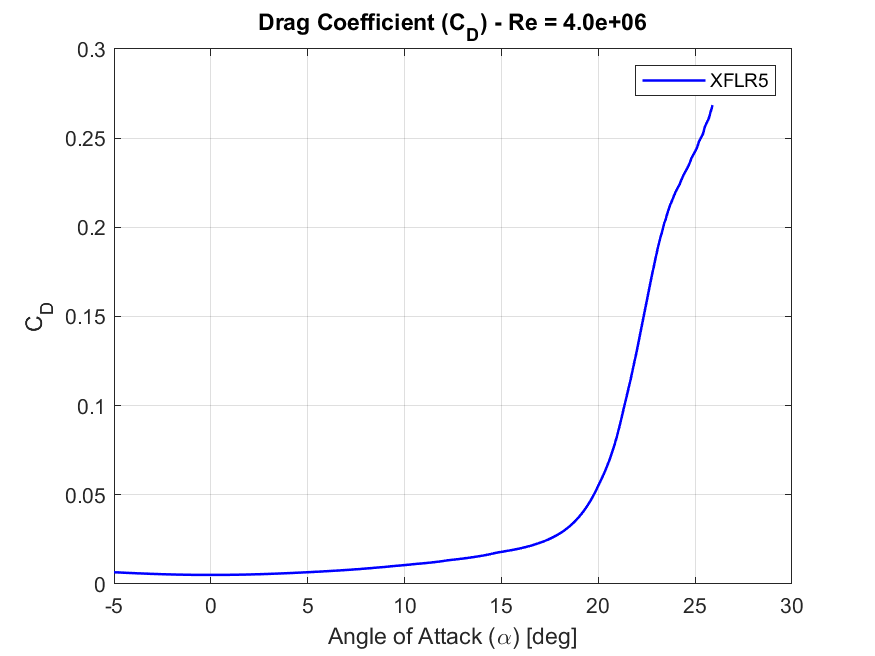 Drag Coefficient (C_D) - Re = 4.0e+06
0.3
XFLR5
0.25
0.2
C_D
0.15
0.1
0.05
0
-5 0 5 10 15 20 25 30
Angle of Attack (α) [deg]